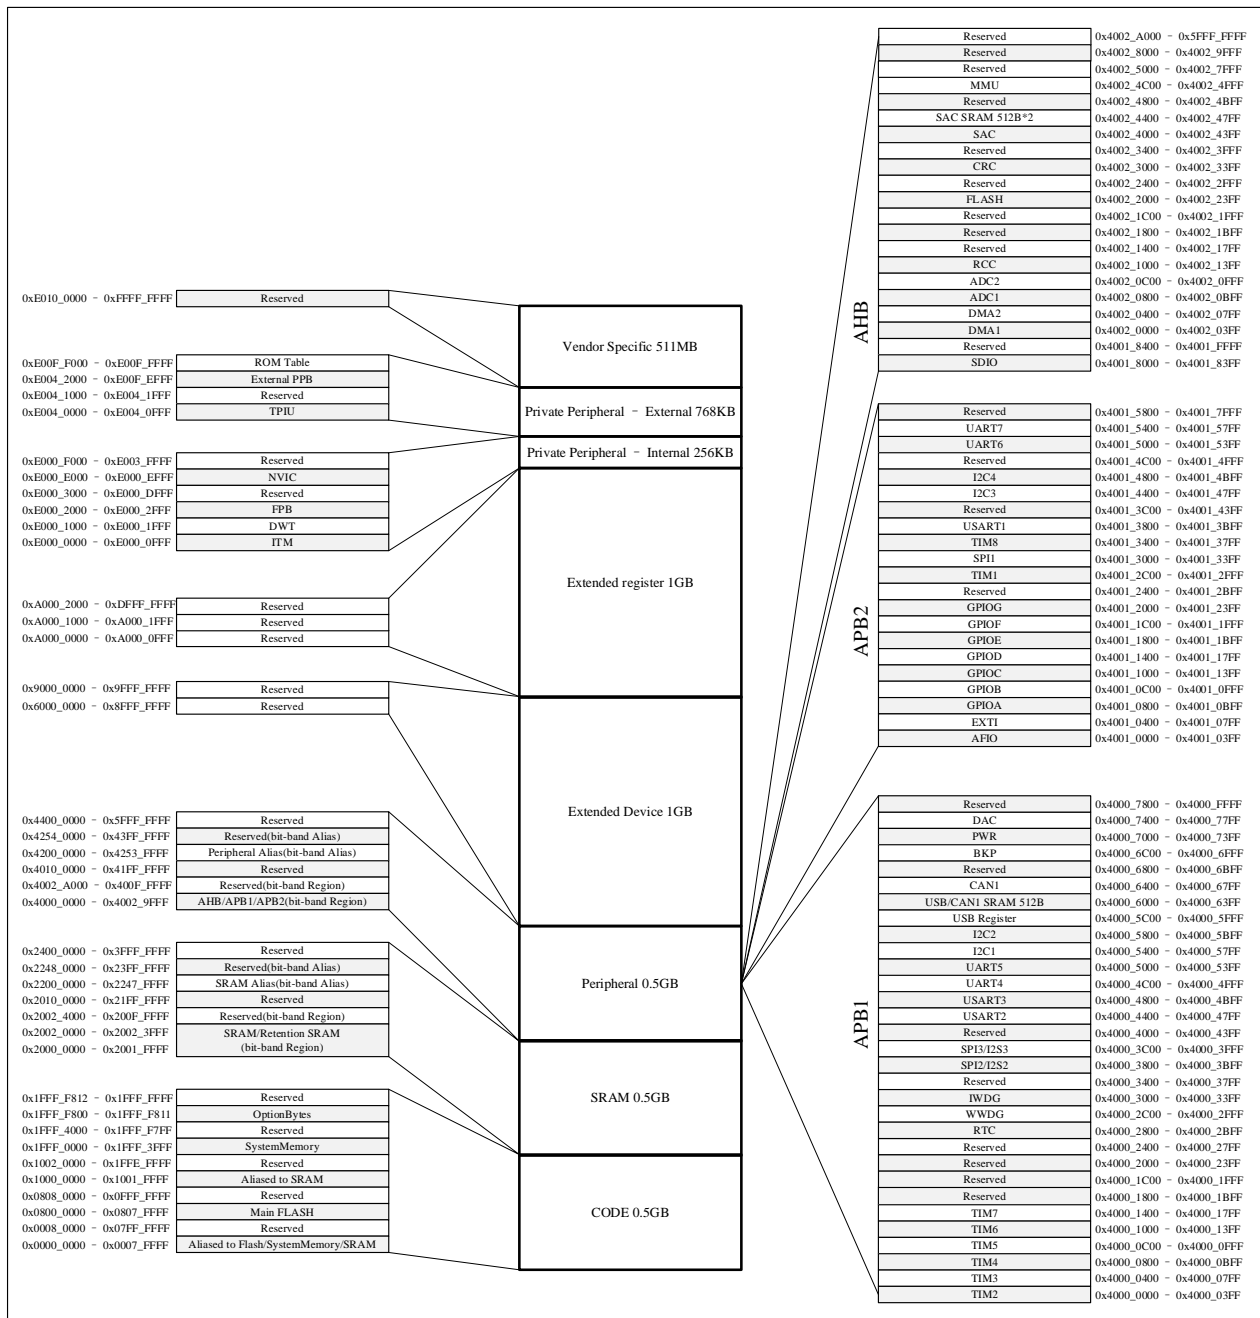 0xE010_0000 - 0xFFFF_FFFF Reserved
0xE00F_F000 - 0xE00F_FFFF ROM Table
0xE004_2000 - 0xE00F_EFFF External PPB
0xE004_1000 - 0xE004_1FFF Reserved
0xE004_0000 - 0xE004_0FFF TPIU
0xE000_F000 - 0xE003_FFFF Reserved
0xE000_E000 - 0xE000_EFFF NVIC
0xE000_3000 - 0xE000_DFFF Reserved
0xE000_2000 - 0xE000_2FFF FPB
0xE000_1000 - 0xE000_1FFF DWT
0xE000_0000 - 0xE000_0FFF ITM
0xA000_2000 - 0xDFFF_FFFF Reserved
0xA000_1000 - 0xA000_1FFF Reserved
0xA000_0000 - 0xA000_0FFF Reserved
0x9000_0000 - 0x9FFF_FFFF Reserved
0x6000_0000 - 0x8FFF_FFFF Reserved
0x4400_0000 - 0x5FFF_FFFF Reserved
0x4254_0000 - 0x43FF_FFFF Reserved(bit-band Alias)
0x4200_0000 - 0x4253_FFFF Peripheral Alias(bit-band Alias)
0x4010_0000 - 0x41FF_FFFF Reserved
0x4002_A000 - 0x400F_FFFF Reserved(bit-band Region)
0x4000_0000 - 0x4002_9FFF AHB/APB1/APB2(bit-band Region)
0x2400_0000 - 0x3FFF_FFFF Reserved
0x2248_0000 - 0x23FF_FFFF Reserved(bit-band Alias)
0x2200_0000 - 0x2247_FFFF SRAM Alias(bit-band Alias)
0x2010_0000 - 0x21FF_FFFF Reserved
0x2002_4000 - 0x200F_FFFF Reserved(bit-band Region)
0x2002_0000 - 0x2002_3FFF SRAM/Retention SRAM
0x2000_0000 - 0x2001_FFFF (bit-band Region)
0x1FFF_F812 - 0x1FFF_FFFF Reserved
0x1FFF_F800 - 0x1FFF_F811 OptionBytes
0x1FFF_4000 - 0x1FFF_F7FF Reserved
0x1FFF_0000 - 0x1FFF_3FFF SystemMemory
0x1002_0000 - 0x1FFE_FFFF Reserved
0x1000_0000 - 0x1001_FFFF Aliased to SRAM
0x0808_0000 - 0x0FFF_FFFF Reserved
0x0800_0000 - 0x0807_FFFF Main FLASH
0x0008_0000 - 0x07FF_FFFF Reserved
0x0000_0000 - 0x0007_FFFF Aliased to Flash/SystemMemory/SRAM
Vendor Specific 511MB
Private Peripheral - External 768KB
Private Peripheral - Internal 256KB
Extended register 1GB
Extended Device 1GB
Peripheral 0.5GB
SRAM 0.5GB
CODE 0.5GB
AHB
Reserved 0x4002_A000 - 0x5FFF_FFFF
Reserved 0x4002_8000 - 0x4002_9FFF
Reserved 0x4002_5000 - 0x4002_7FFF
MMU 0x4002_4C00 - 0x4002_4FFF
Reserved 0x4002_4800 - 0x4002_4BFF
SAC SRAM 512B*2 0x4002_4400 - 0x4002_47FF
SAC 0x4002_4000 - 0x4002_43FF
Reserved 0x4002_3400 - 0x4002_3FFF
CRC 0x4002_3000 - 0x4002_33FF
Reserved 0x4002_2400 - 0x4002_2FFF
FLASH 0x4002_2000 - 0x4002_23FF
Reserved 0x4002_1C00 - 0x4002_1FFF
Reserved 0x4002_1800 - 0x4002_1BFF
Reserved 0x4002_1400 - 0x4002_17FF
RCC 0x4002_1000 - 0x4002_13FF
ADC2 0x4002_0C00 - 0x4002_0FFF
ADC1 0x4002_0800 - 0x4002_0BFF
DMA2 0x4002_0400 - 0x4002_07FF
DMA1 0x4002_0000 - 0x4002_03FF
Reserved 0x4001_8400 - 0x4001_FFFF
SDIO 0x4001_8000 - 0x4001_83FF
APB2
Reserved 0x4001_5800 - 0x4001_7FFF
UART7 0x4001_5400 - 0x4001_57FF
UART6 0x4001_5000 - 0x4001_53FF
Reserved 0x4001_4C00 - 0x4001_4FFF
I2C4 0x4001_4800 - 0x4001_4BFF
I2C3 0x4001_4400 - 0x4001_47FF
Reserved 0x4001_3C00 - 0x4001_43FF
USART1 0x4001_3800 - 0x4001_3BFF
TIM8 0x4001_3400 - 0x4001_37FF
SPI1 0x4001_3000 - 0x4001_33FF
TIM1 0x4001_2C00 - 0x4001_2FFF
Reserved 0x4001_2400 - 0x4001_2BFF
GPIOG 0x4001_2000 - 0x4001_23FF
GPIOF 0x4001_1C00 - 0x4001_1FFF
GPIOE 0x4001_1800 - 0x4001_1BFF
GPIOD 0x4001_1400 - 0x4001_17FF
GPIOC 0x4001_1000 - 0x4001_13FF
GPIOB 0x4001_0C00 - 0x4001_0FFF
GPIOA 0x4001_0800 - 0x4001_0BFF
EXTI 0x4001_0400 - 0x4001_07FF
AFIO 0x4001_0000 - 0x4001_03FF
APB1
Reserved 0x4000_7800 - 0x4000_FFFF
DAC 0x4000_7400 - 0x4000_77FF
PWR 0x4000_7000 - 0x4000_73FF
BKP 0x4000_6C00 - 0x4000_6FFF
Reserved 0x4000_6800 - 0x4000_6BFF
CAN1 0x4000_6400 - 0x4000_67FF
USB/CAN1 SRAM 512B 0x4000_6000 - 0x4000_63FF
USB Register 0x4000_5C00 - 0x4000_5FFF
I2C2 0x4000_5800 - 0x4000_5BFF
I2C1 0x4000_5400 - 0x4000_57FF
UART5 0x4000_5000 - 0x4000_53FF
UART4 0x4000_4C00 - 0x4000_4FFF
USART3 0x4000_4800 - 0x4000_4BFF
USART2 0x4000_4400 - 0x4000_47FF
Reserved 0x4000_4000 - 0x4000_43FF
SPI3/I2S3 0x4000_3C00 - 0x4000_3FFF
SPI2/I2S2 0x4000_3800 - 0x4000_3BFF
Reserved 0x4000_3400 - 0x4000_37FF
IWDG 0x4000_3000 - 0x4000_33FF
WWDG 0x4000_2C00 - 0x4000_2FFF
RTC 0x4000_2800 - 0x4000_2BFF
Reserved 0x4000_2400 - 0x4000_27FF
Reserved 0x4000_2000 - 0x4000_23FF
Reserved 0x4000_1C00 - 0x4000_1FFF
Reserved 0x4000_1800 - 0x4000_1BFF
TIM7 0x4000_1400 - 0x4000_17FF
TIM6 0x4000_1000 - 0x4000_13FF
TIM5 0x4000_0C00 - 0x4000_0FFF
TIM4 0x4000_0800 - 0x4000_0BFF
TIM3 0x4000_0400 - 0x4000_07FF
TIM2 0x4000_0000 - 0x4000_03FF